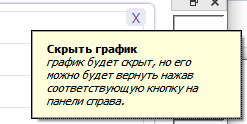 X
Скрыть график
график будет скрыт, но его
можно будет вернуть нажав
соответствующую кнопку на
панели справа.